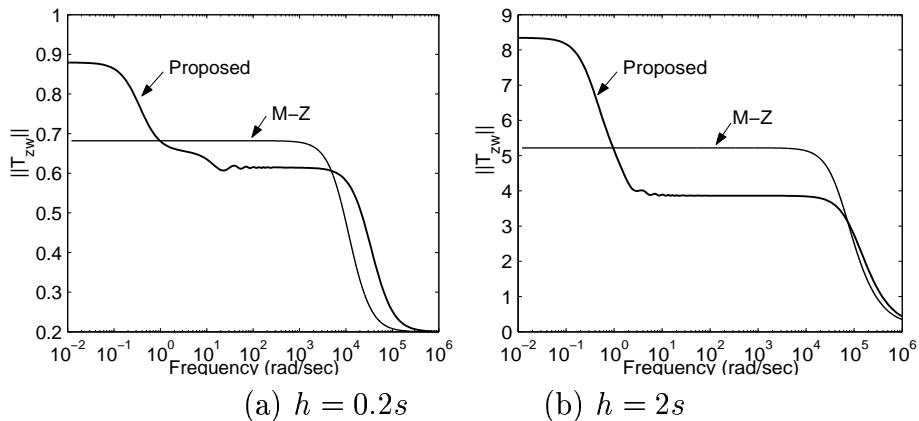 1
0.9
0.8
0.7
0.6
0.5
0.4
0.3
0.2
||T_zw||
Proposed
M−Z
10^−2 10^−1 10^0 10^1 10^2 10^3 10^4 10^5 10^6
Frequency (rad/sec)
(a) h = 0.2s
9
8
7
6
5
4
3
2
1
0
||T_zw||
Proposed
M−Z
10^−2 10^−1 10^0 10^1 10^2 10^3 10^4 10^5 10^6
Frequency (rad/sec)
(b) h = 2s